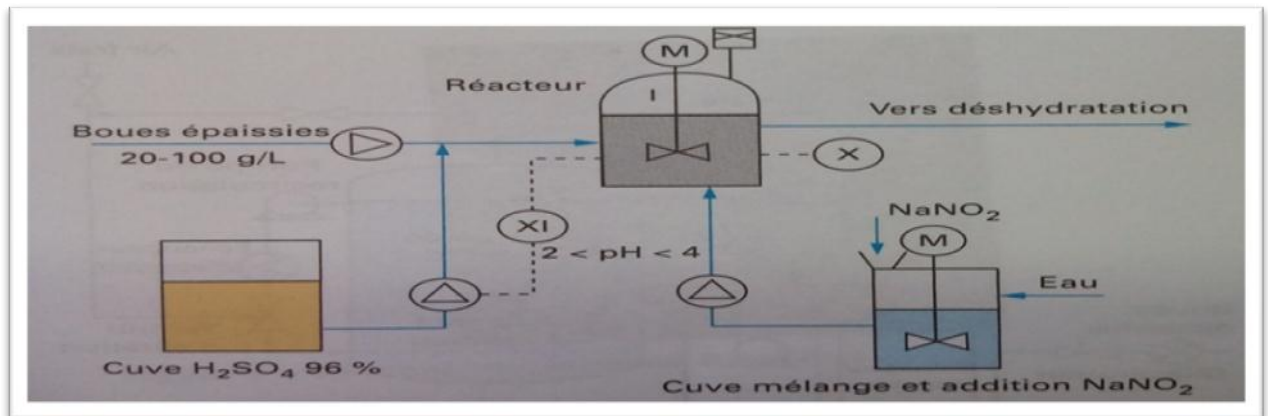 M
Réacteur
I
Vers déshydratation
Boues épaissies
20-100 g/L
X
NaNO₂
XI
M
2 < pH < 4
Eau
Cuve H₂SO₄ 96 %
Cuve mélange et addition NaNO₂